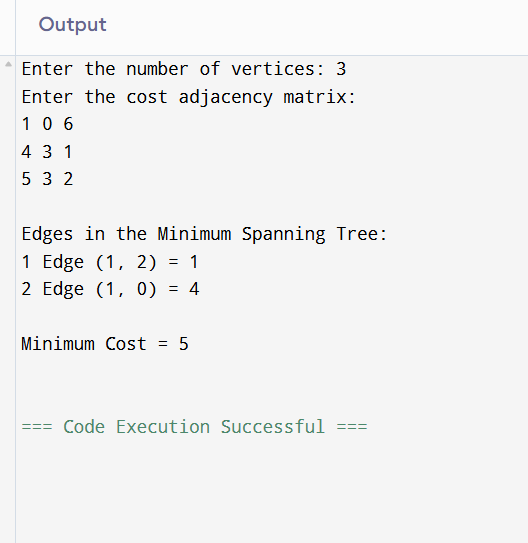 Output
Enter the number of vertices: 3
Enter the cost adjacency matrix:
1 0 6
4 3 1
5 3 2
Edges in the Minimum Spanning Tree:
1 Edge (1, 2) = 1
2 Edge (1, 0) = 4
Minimum Cost = 5
=== Code Execution Successful ===